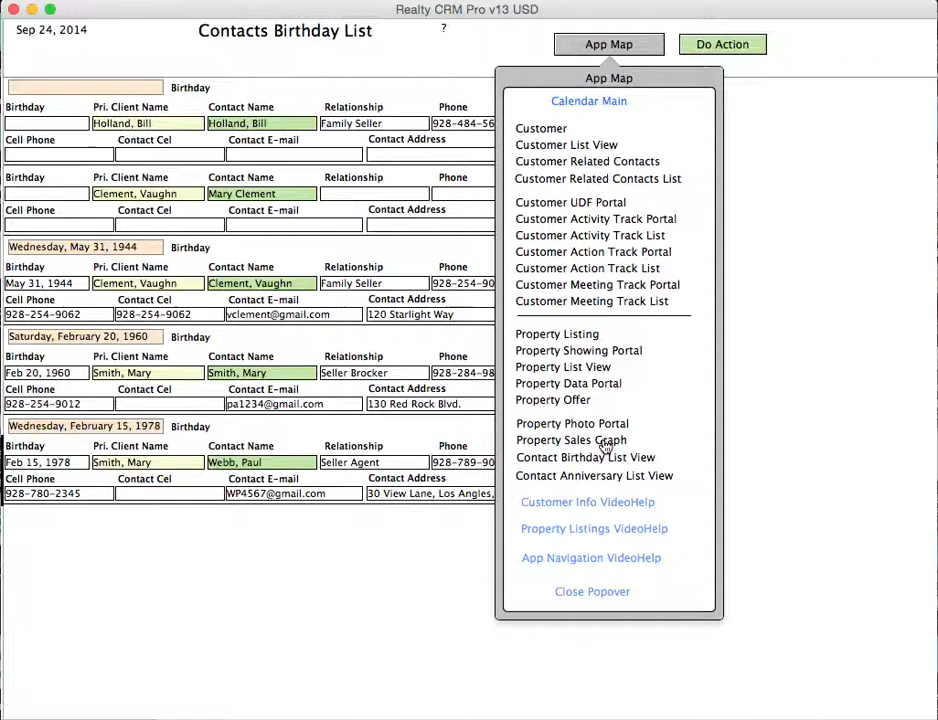 Realty CRM Pro v13 USD
Sep 24, 2014
Contacts Birthday List
?
App Map
Do Action
Birthday
Birthday Pri. Client Name Contact Name Relationship Phone
Holland, Bill Holland, Bill Family Seller 928-484-56
Cell Phone Contact Cel Contact E-mail Contact Address
Birthday Pri. Client Name Contact Name Relationship Phone
Clement, Vaughn Mary Clement
Cell Phone Contact Cel Contact E-mail Contact Address
Wednesday, May 31, 1944 Birthday
Birthday Pri. Client Name Contact Name Relationship Phone
May 31, 1944 Clement, Vaughn Clement, Vaughn Family Seller 928-254-90
Cell Phone Contact Cel Contact E-mail Contact Address
928-254-9062 928-254-9062 vclement@gmail.com 120 Starlight Way
Saturday, February 20, 1960 Birthday
Birthday Pri. Client Name Contact Name Relationship Phone
Feb 20, 1960 Smith, Mary Smith, Mary Seller Brocker 928-284-98
Cell Phone Contact Cel Contact E-mail Contact Address
928-254-9012 pa1234@gmail.com 130 Red Rock Blvd.
Wednesday, February 15, 1978 Birthday
Birthday Pri. Client Name Contact Name Relationship Phone
Feb 15, 1978 Smith, Mary Webb, Paul Seller Agent 928-789-90
Cell Phone Contact Cel Contact E-mail Contact Address
928-780-2345 WP4567@gmail.com 30 View Lane, Los Angles,
App Map
Calendar Main
Customer
Customer List View
Customer Related Contacts
Customer Related Contacts List
Customer UDF Portal
Customer Activity Track Portal
Customer Activity Track List
Customer Action Track Portal
Customer Action Track List
Customer Meeting Track Portal
Customer Meeting Track List
Property Listing
Property Showing Portal
Property List View
Property Data Portal
Property Offer
Property Photo Portal
Property Sales Graph
Contact Birthday List View
Contact Anniversary List View
Customer Info VideoHelp
Property Listings VideoHelp
App Navigation VideoHelp
Close Popover